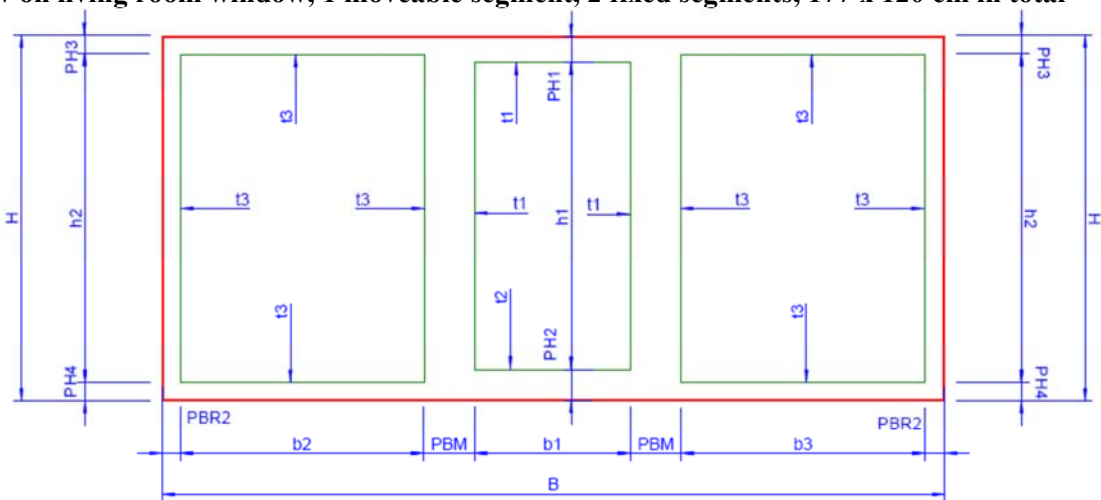 on living room window, 1 moveable segment, 2 fixed segments, 177 x 120 cm in total
PH3
PH1
PH3
t3
t1
t3
t3
t3
t1
t1
t3
t3
H
h2
h1
h2
H
t3
t2
t3
PH4
PH2
PH4
PBR2
PBR2
b2
PBM
b1
PBM
b3
B